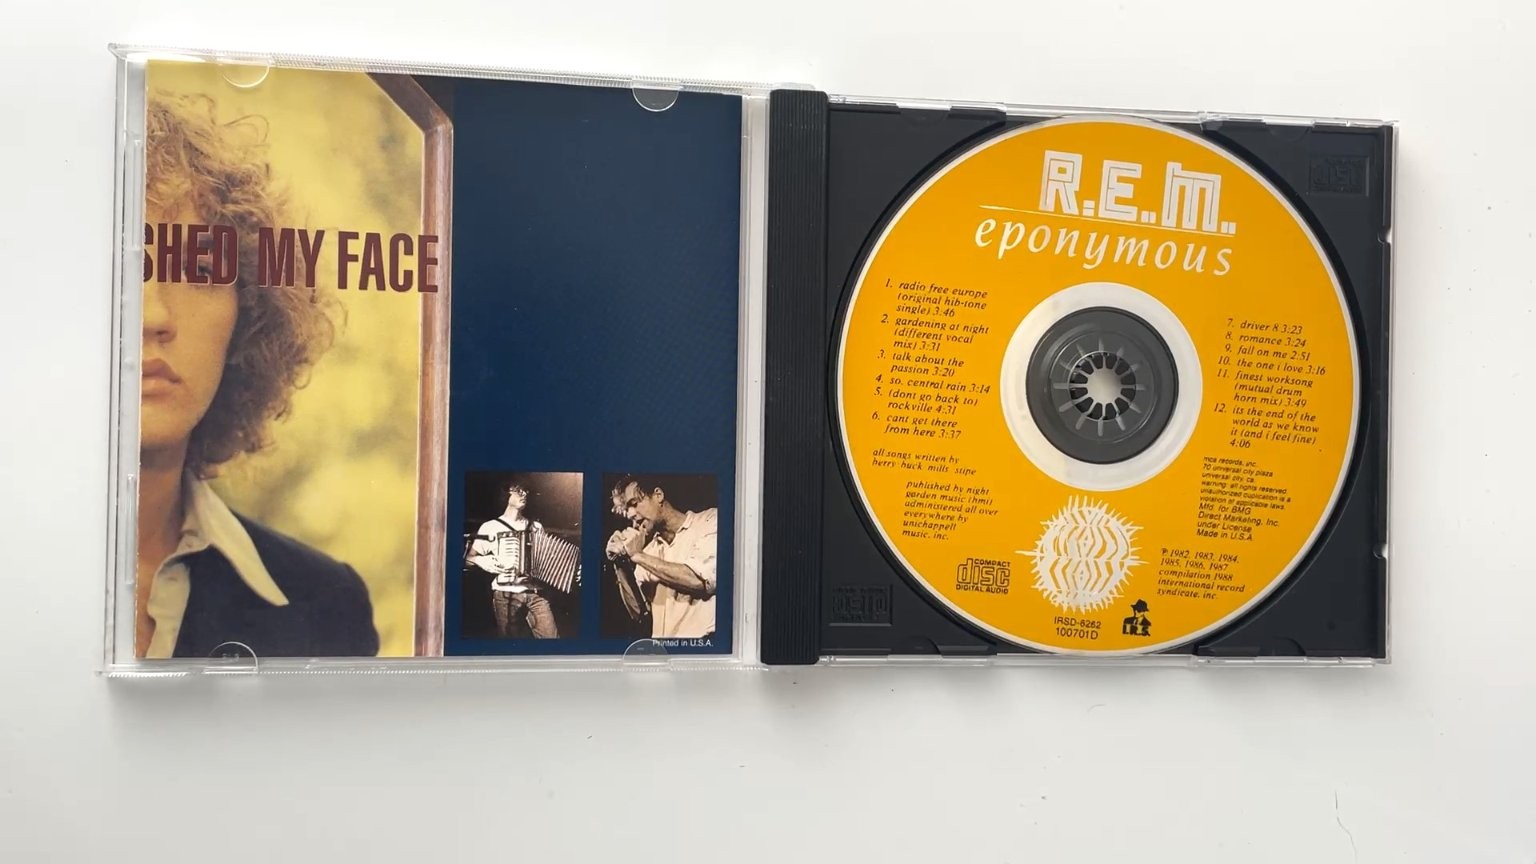 SHED MY FACE
Printed in U.S.A.
R.E.M.
eponymous
1. radio free europe
(original hib-tone
single) 3:46
2. gardening at night
(different vocal
mix) 3:31
3. talk about the
passion 3:20
4. so. central rain 3:14
5. (dont go back to)
rockville 4:31
6. cant get there
from here 3:37
all songs written by
berry buck mills stipe
published by night
garden music (bmi)
administered all over
everywhere by
unichappell
music, inc.
7. driver 8 3:23
8. romance 3:24
9. fall on me 2:51
10. the one i love 3:16
11. finest worksong
(mutual drum
horn mix) 3:49
12. its the end of the
world as we know
it (and i feel fine)
4:06
mca records, inc.
70 universal city plaza
universal city, ca.
warning: all rights reserved.
unauthorized duplication is a
violation of applicable laws.
Mfd. for BMG
Direct Marketing, Inc.
under License
Made in U.S.A.
℗ 1982, 1983, 1984,
1985, 1986, 1987
compilation 1988
international record
syndicate, inc.
COMPACT
disc
DIGITAL AUDIO
IRSD-6262
100701D
I.R.S.